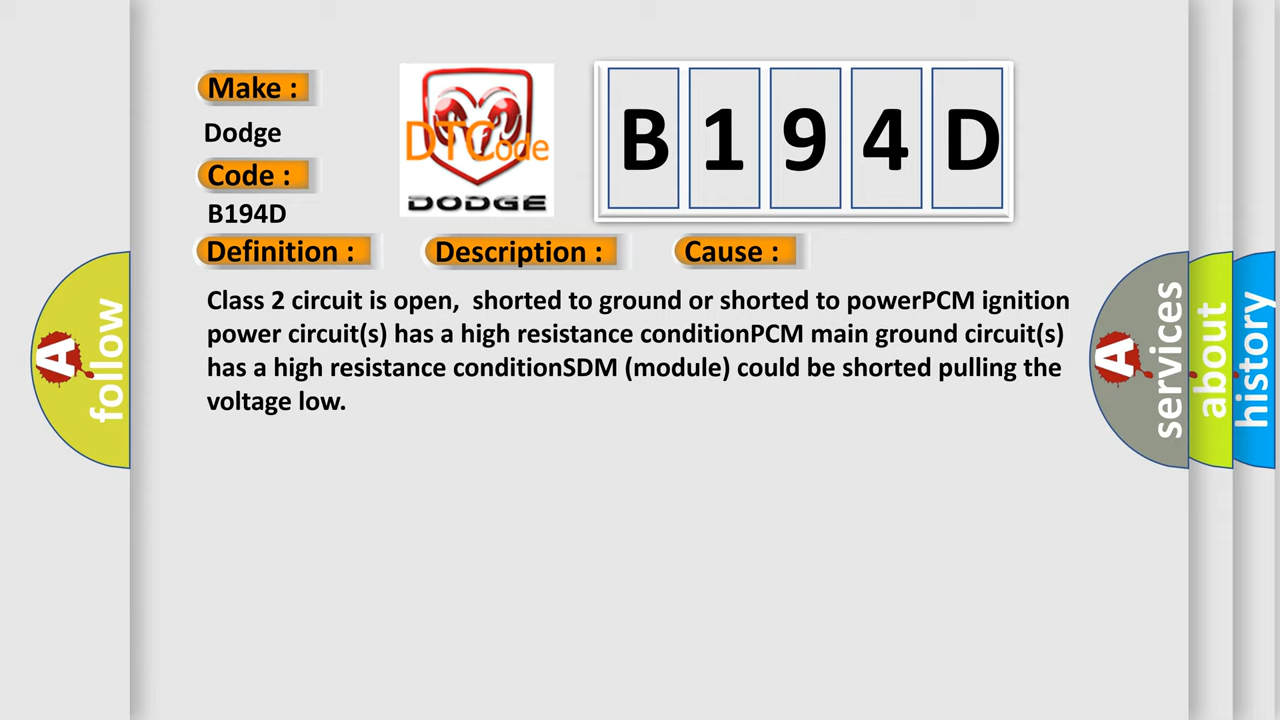 Make :
Dodge
Code :
B194D
DTCode
DODGE
B 1 9 4 D
Definition :
Description :
Cause :
Class 2 circuit is open,  shorted to ground or shorted to powerPCM ignition
power circuit(s) has a high resistance conditionPCM main ground circuit(s)
has a high resistance conditionSDM (module) could be shorted pulling the
voltage low.
A follow
A services
about
history